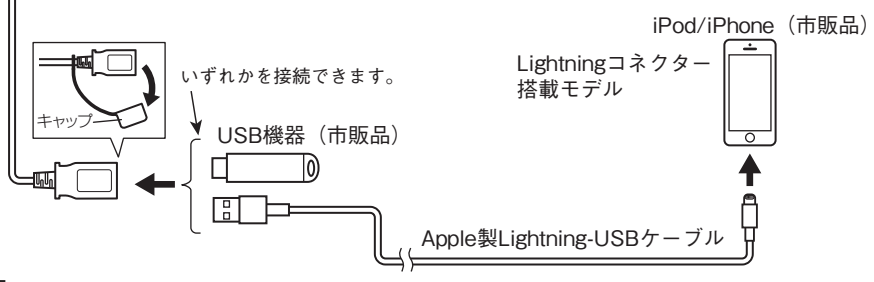 iPod/iPhone（市販品）
Lightningコネクター
搭載モデル
いずれかを接続できます。
キャップ
USB機器（市販品）
Apple製Lightning-USBケーブル